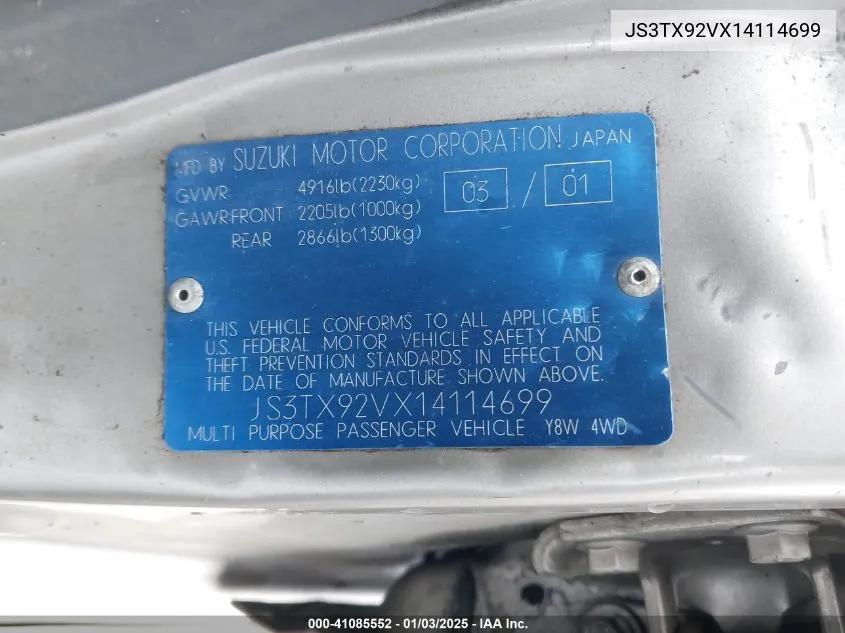 JS3TX92VX14114699
MFD BY SUZUKI MOTOR CORPORATION JAPAN
GVWR 4916lb(2230kg) 03 / 01
GAWR FRONT 2205lb(1000kg)
REAR 2866lb(1300kg)
THIS VEHICLE CONFORMS TO ALL APPLICABLE
U.S. FEDERAL MOTOR VEHICLE SAFETY AND
THEFT PREVENTION STANDARDS IN EFFECT ON
THE DATE OF MANUFACTURE SHOWN ABOVE.
JS3TX92VX14114699
MULTI PURPOSE PASSENGER VEHICLE Y8W 4WD
000-41085552 - 01/03/2025 - IAA Inc.